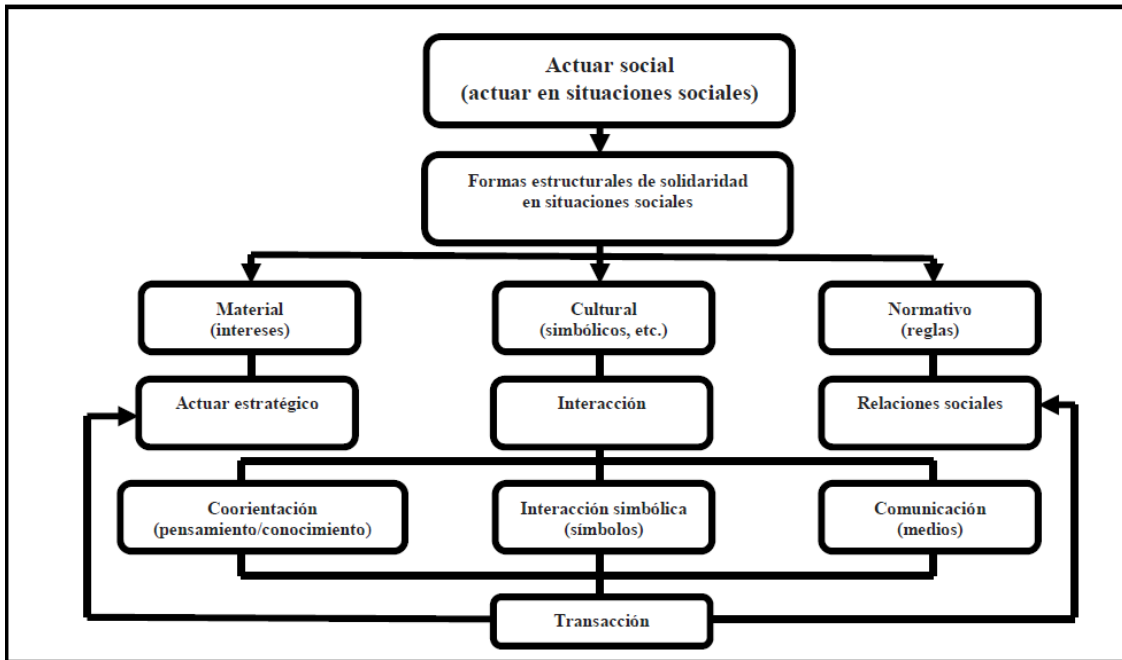 Actuar social
(actuar en situaciones sociales)
Formas estructurales de solidaridad
en situaciones sociales
Material
(intereses)
Cultural
(simbólicos, etc.)
Normativo
(reglas)
Actuar estratégico
Interacción
Relaciones sociales
Coorientación
(pensamiento/conocimiento)
Interacción simbólica
(símbolos)
Comunicación
(medios)
Transacción